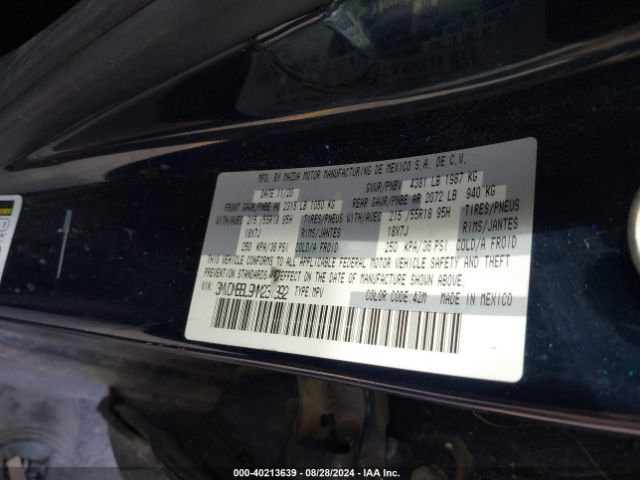 MFD. BY MAZDA MOTOR MANUFACTURING DE MEXICO S.A. DE C.V.
DATE 11/20 GVWR/PNBV 4381 LB 1987 KG
FRONT GAWR/PNBE AV 2315 LB 1050 KG REAR GAWR/PNBE AR 2072 LB 940 KG
WITH/AVEC 215 /55R18 95H TIRES/PNEUS WITH/AVEC 215 /55R18 95H TIRES/PNEUS
18X7J RIMS/JANTES 18X7J RIMS/JANTES
250 KPA/36 PSI COLD/A FROID 250 KPA/36 PSI COLD/A FROID
THIS VEHICLE CONFORMS TO ALL APPLICABLE FEDERAL MOTOR VEHICLE SAFETY AND THEFT
PREVENTION STANDARDS IN EFFECT ON THE DATE OF MANUFACTURE SHOWN ABOVE.
VIN: TYPE:MPV COLOR CODE:42M MADE IN MEXICO
000-40213639 - 08/28/2024 - IAA Inc.